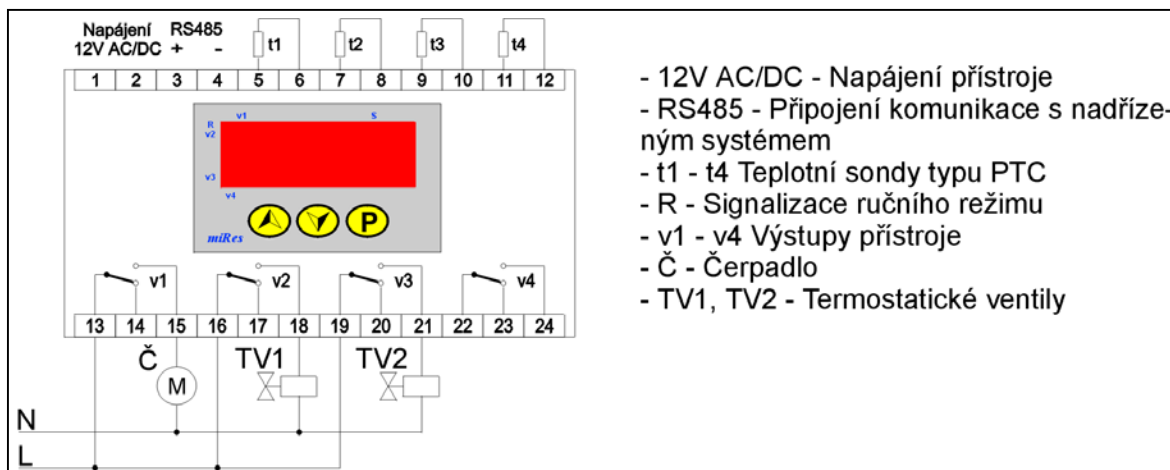 Napájení RS485
12V AC/DC + -
t1 t2 t3 t4
1 2 3 4 5 6 7 8 9 10 11 12
v1 S
R
v2
v3
v4
P
miRes
v1 v2 v3 v4
13 14 15 16 17 18 19 20 21 22 23 24
Č TV1 TV2
M
N
L
- 12V AC/DC - Napájení přístroje
- RS485 - Připojení komunikace s nadříze-
ným systémem
- t1 - t4 Teplotní sondy typu PTC
- R - Signalizace ručního režimu
- v1 - v4 Výstupy přístroje
- Č - Čerpadlo
- TV1, TV2 - Termostatické ventily